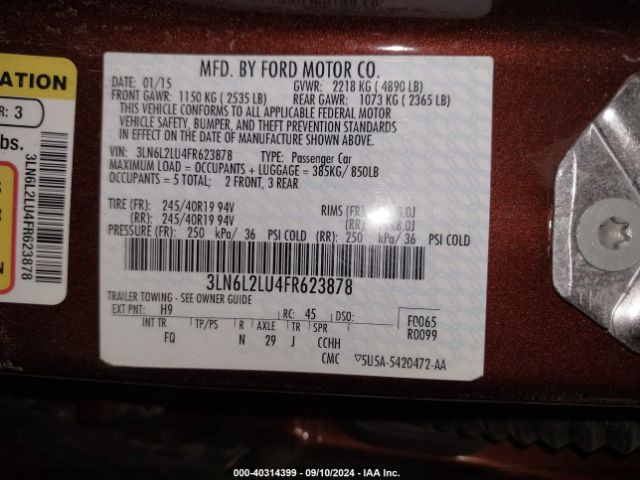 MFD. BY FORD MOTOR CO.
DATE: 01/15
GVWR: 2218 KG ( 4890 LB)
FRONT GAWR: 1150 KG ( 2535 LB)
REAR GAWR: 1073 KG ( 2365 LB)
THIS VEHICLE CONFORMS TO ALL APPLICABLE FEDERAL MOTOR
VEHICLE SAFETY, BUMPER, AND THEFT PREVENTION STANDARDS
IN EFFECT ON THE DATE OF MANUFACTURE SHOWN ABOVE.
VIN: 3LN6L2LU4FR623878 TYPE: Passenger Car
MAXIMUM LOAD = OCCUPANTS + LUGGAGE = 385KG/ 850LB
OCCUPANTS = 5 TOTAL; 2 FRONT, 3 REAR
TIRE (FR): 245/40R19 94V RIMS (FR)
(RR): 245/40R19 94V
PRESSURE (FR): 250 kPa/ 36 PSI COLD (RR): 250 kPa/ 36 PSI COLD
3LN6L2LU4FR623878
TRAILER TOWING - SEE OWNER GUIDE
EXT PNT: H9 RC: 45 DSO: F0065
R0099
INT TR TP/PS R AXLE TR SPR
FQ N 29 J CCHH
CMC ▽5U5A-5420472-AA
ATION
R: 3
bs.
3LN6L2LU4FR623878
000-40314399 - 09/10/2024 - IAA Inc.